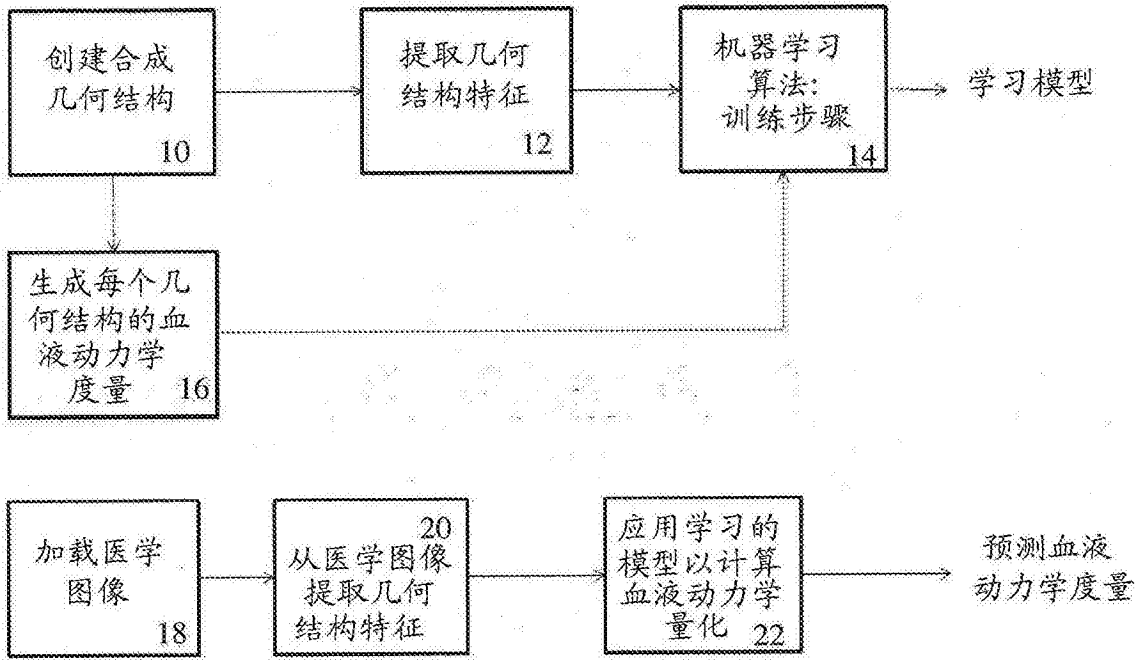 创建合成
几何结构
10
提取几何
结构特征
12
机器学习
算法:
训练步骤
14
学习模型
生成每个几
何结构的血
液动力学
度量
16
加载医学
图像
18
20
从医学图像
提取几何
结构特征
应用学习的
模型以计算
血液动力学
量化
22
预测血液
动力学度量